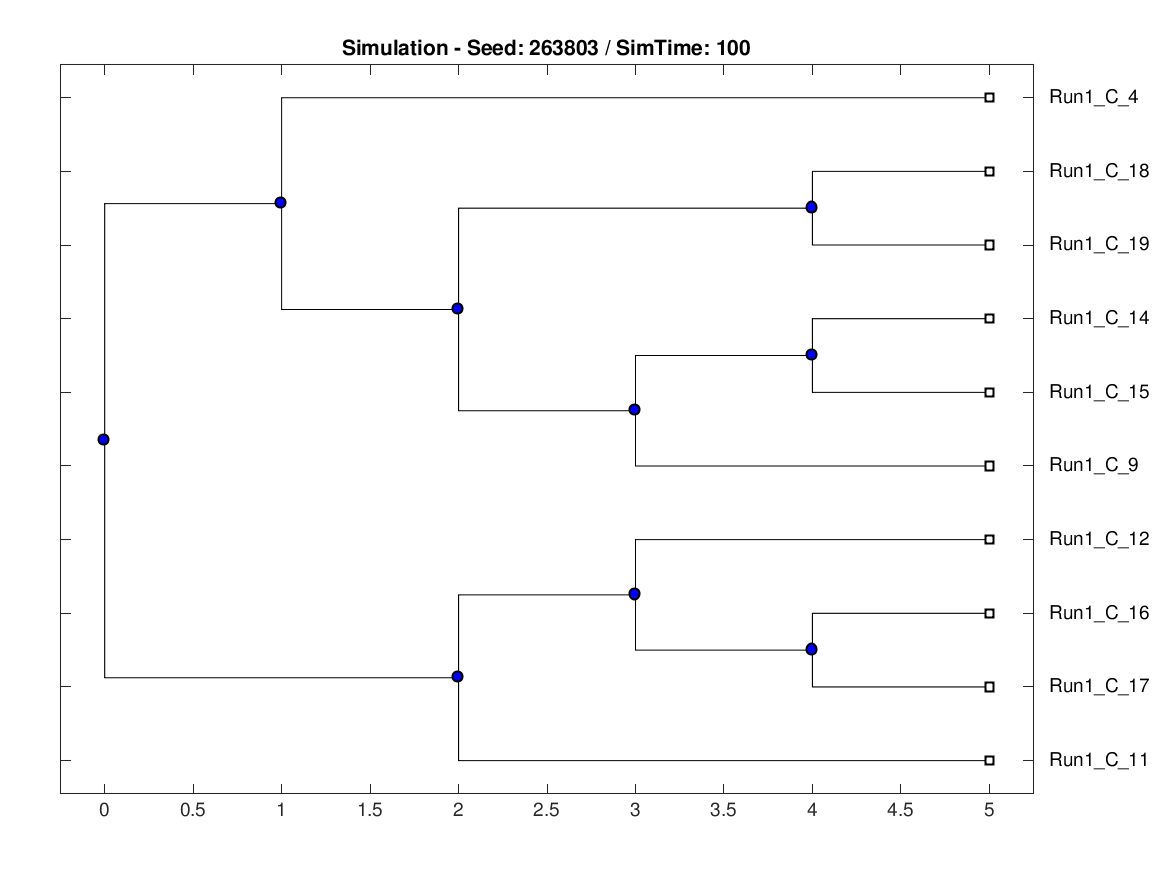 Simulation - Seed: 263803 / SimTime: 100
Run1_C_4
Run1_C_18
Run1_C_19
Run1_C_14
Run1_C_15
Run1_C_9
Run1_C_12
Run1_C_16
Run1_C_17
Run1_C_11
0 0.5 1 1.5 2 2.5 3 3.5 4 4.5 5